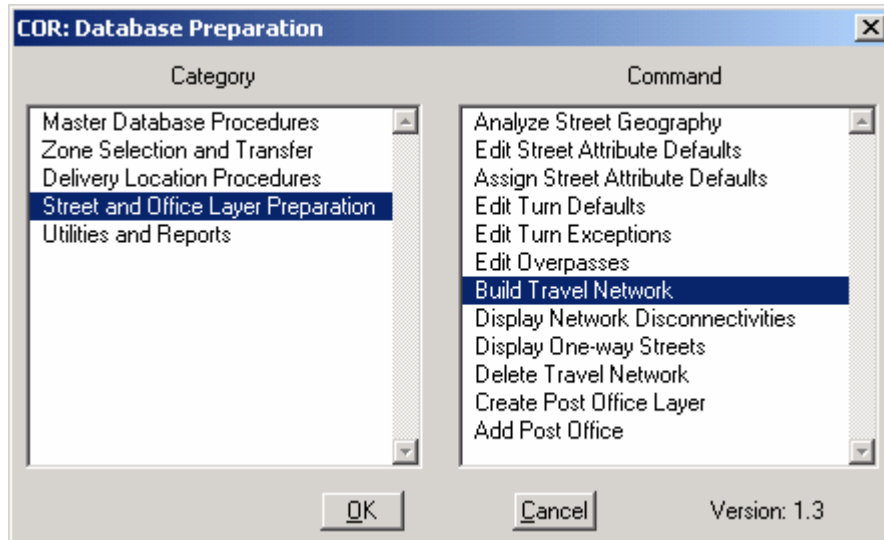 COR: Database Preparation
Category
Command
Master Database Procedures
Zone Selection and Transfer
Delivery Location Procedures
Street and Office Layer Preparation
Utilities and Reports
Analyze Street Geography
Edit Street Attribute Defaults
Assign Street Attribute Defaults
Edit Turn Defaults
Edit Turn Exceptions
Edit Overpasses
Build Travel Network
Display Network Disconnectivities
Display One-way Streets
Delete Travel Network
Create Post Office Layer
Add Post Office
OK
Cancel
Version: 1.3